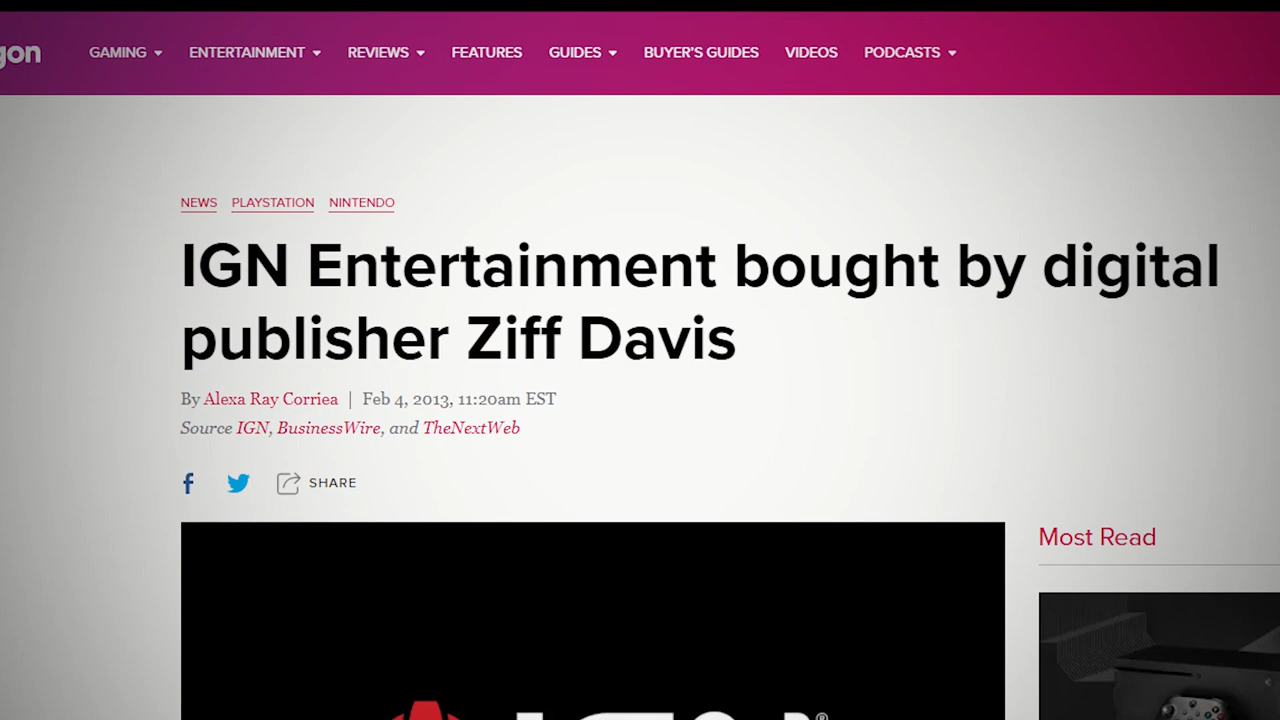 gon
GAMING ENTERTAINMENT REVIEWS FEATURES GUIDES BUYER'S GUIDES VIDEOS PODCASTS
NEWS PLAYSTATION NINTENDO
IGN Entertainment bought by digital
publisher Ziff Davis
By Alexa Ray Corriea | Feb 4, 2013, 11:20am EST
Source IGN, BusinessWire, and TheNextWeb
SHARE
Most Read